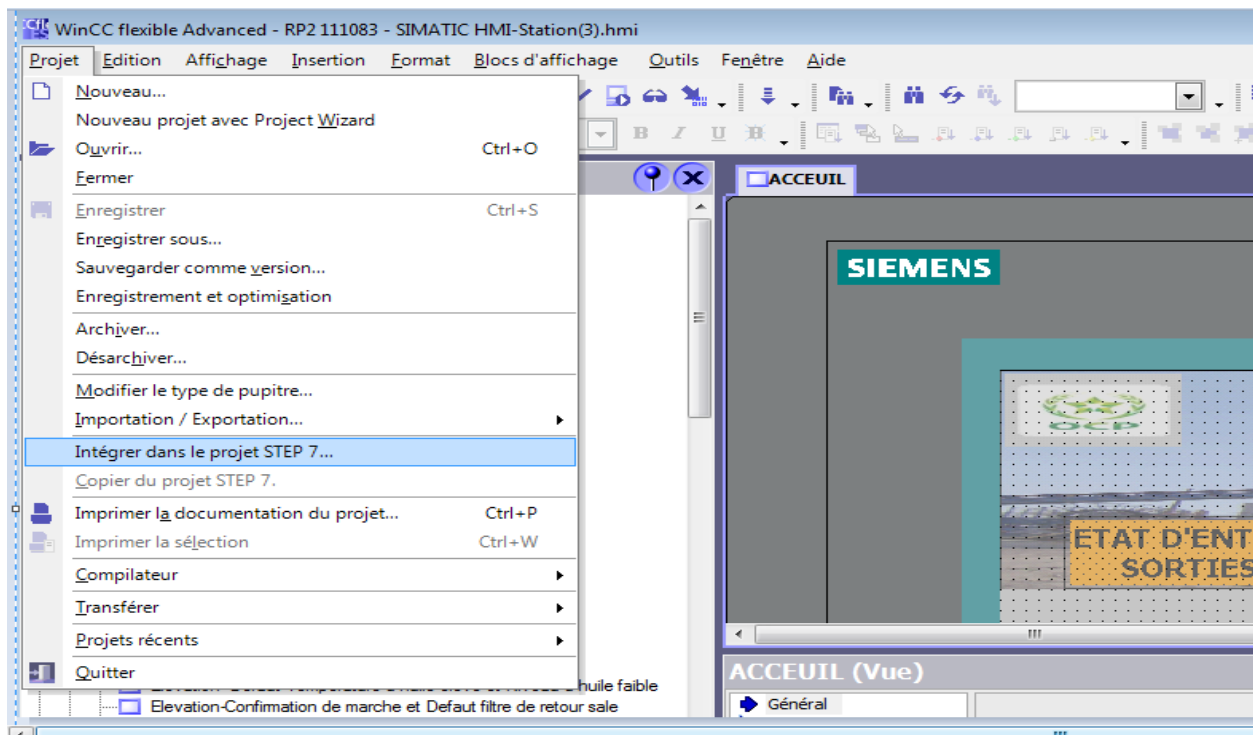 WinCC flexible Advanced - RP2 111083 - SIMATIC HMI-Station(3).hmi
Projet Edition Affichage Insertion Format Blocs d'affichage Outils Fenêtre Aide
Nouveau...
Nouveau projet avec Project Wizard
Ouvrir... Ctrl+O
Fermer
Enregistrer Ctrl+S
Enregistrer sous...
Sauvegarder comme version...
Enregistrement et optimisation
Archiver...
Désarchiver...
Modifier le type de pupitre...
Importation / Exportation...
Intégrer dans le projet STEP 7...
Copier du projet STEP 7.
Imprimer la documentation du projet... Ctrl+P
Imprimer la sélection Ctrl+W
Compilateur
Transférer
Projets récents
Quitter
huile faible
Elevation-Confirmation de marche et Defaut filtre de retour sale
B I U
ACCEUIL
SIEMENS
OCP
ETAT D'ENT
SORTIES
ACCEUIL (Vue)
Général